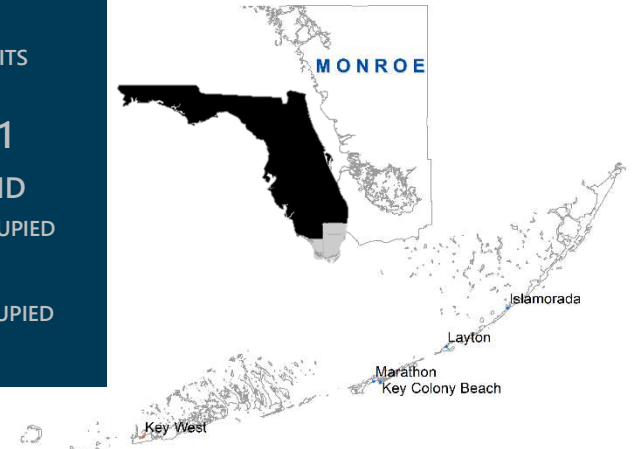 ITS
1
ID
UPIED
UPIED
MONROE
Islamorada
Layton
Marathon
Key Colony Beach
Key West